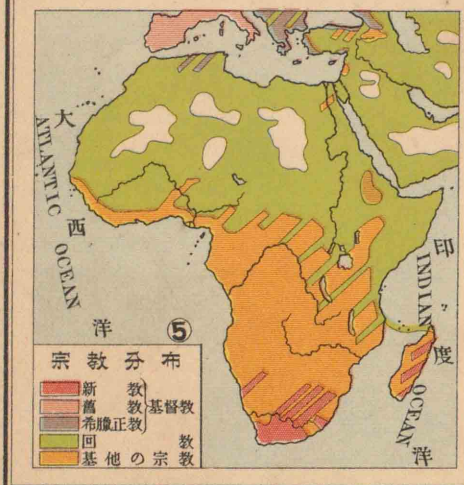 大西洋
ATLANTIC OCEAN
印度洋
INDIAN OCEAN
⑤
宗教分布
新教
舊教
希臘正教
基督教
回教
基他の宗教